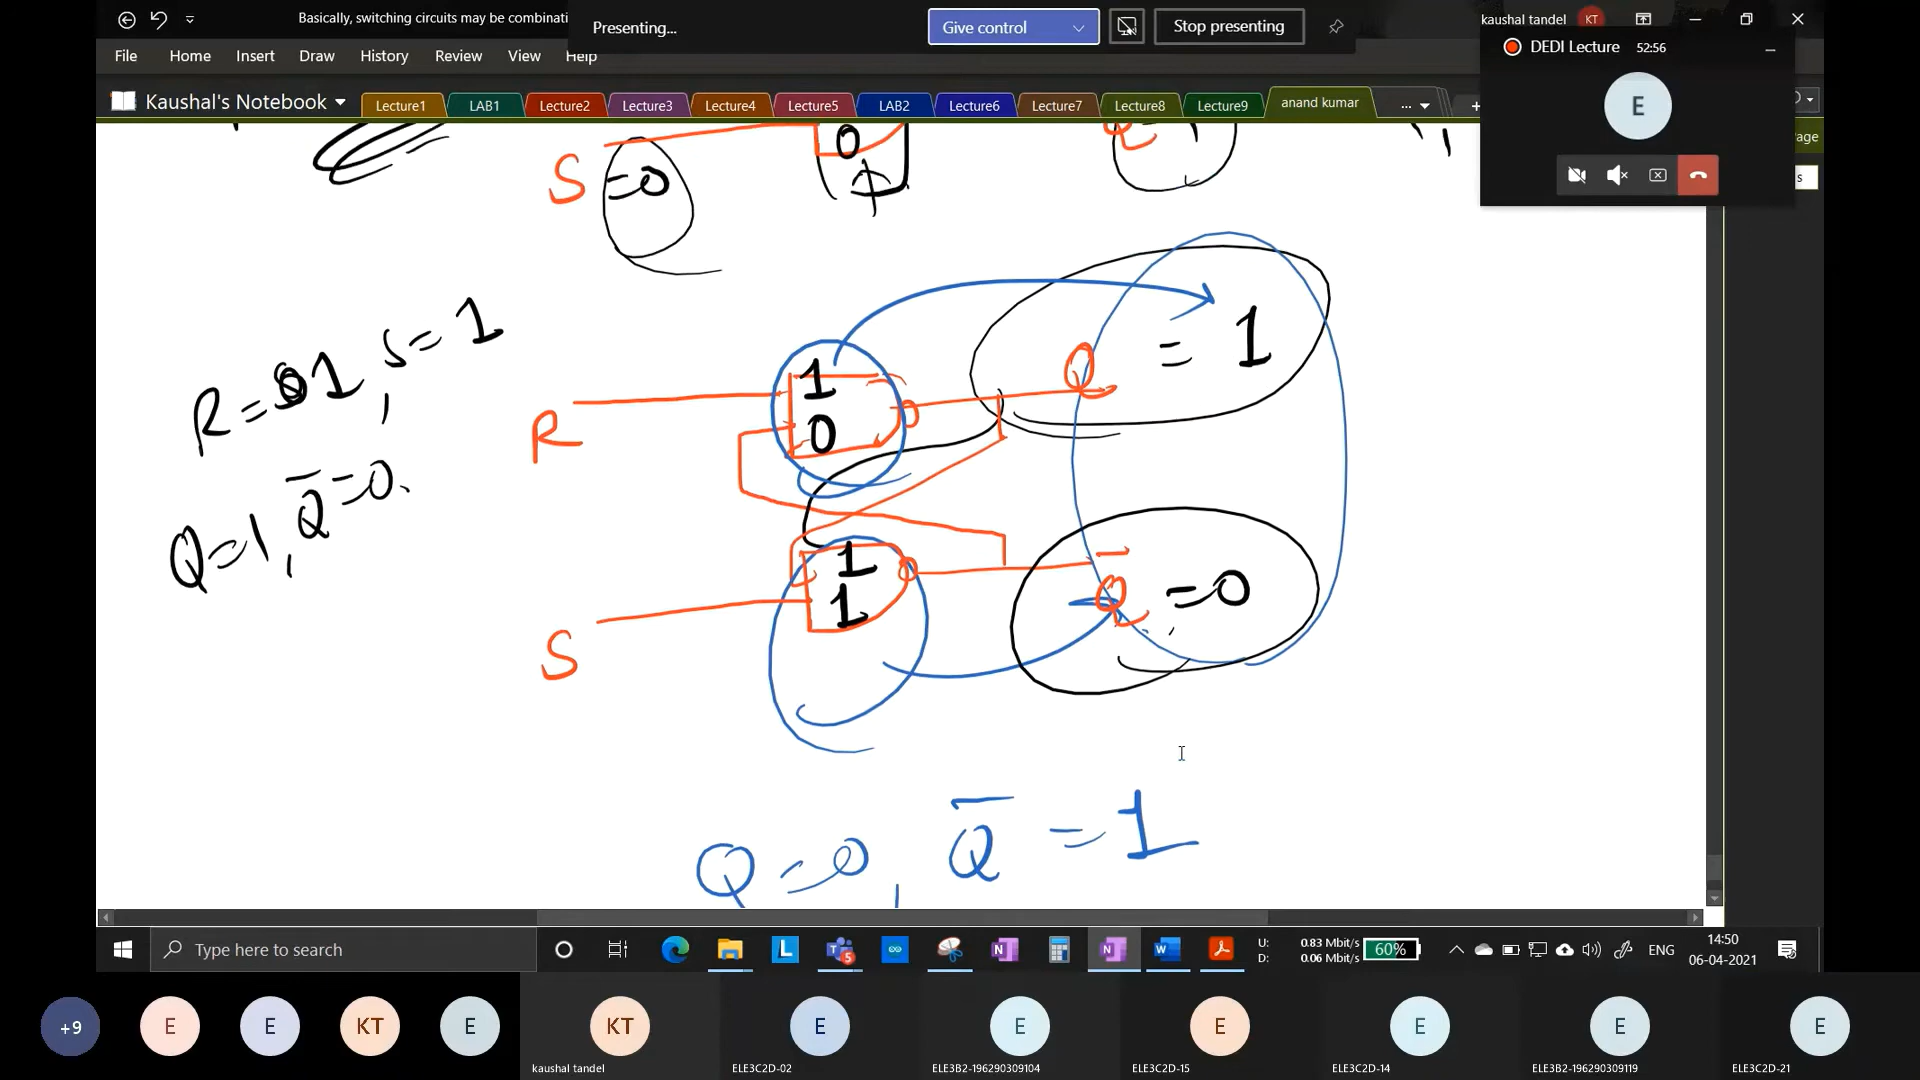 Basically, switching circuits may be combinati
Presenting...
Give control
Stop presenting
kaushal tandel
KT
DEDI Lecture
52:56
E
File
Home
Insert
Draw
History
Review
View
Help
Kaushal's Notebook
Lecture1
LAB1
Lecture2
Lecture3
Lecture4
Lecture5
LAB2
Lecture6
Lecture7
Lecture8
Lecture9
anand kumar
...
age
s
S =0
0
1
R = 1, S = 1
Q=1, Q̅=0.
R
1
0
Q = 1
1
1
S
Q̅ =0
Q=0, Q̅ =1
Type here to search
5
U: 0.83 Mbit/s
D: 0.06 Mbit/s
60%
ENG
14:50
06-04-2021
+9
E
E
KT
E
KT
kaushal tandel
E
ELE3C2D-02
E
ELE3B2-196290309104
E
ELE3C2D-15
E
ELE3C2D-14
E
ELE3B2-196290309119
E
ELE3C2D-21